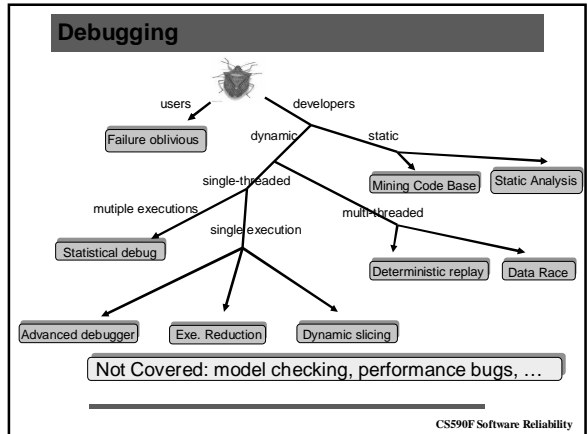 Debugging
users
developers
Failure oblivious
dynamic
static
single-threaded
Mining Code Base
Static Analysis
mutiple executions
multi-threaded
single execution
Statistical debug
Deterministic replay
Data Race
Advanced debugger
Exe. Reduction
Dynamic slicing
Not Covered: model checking, performance bugs, …
CS590F Software Reliability